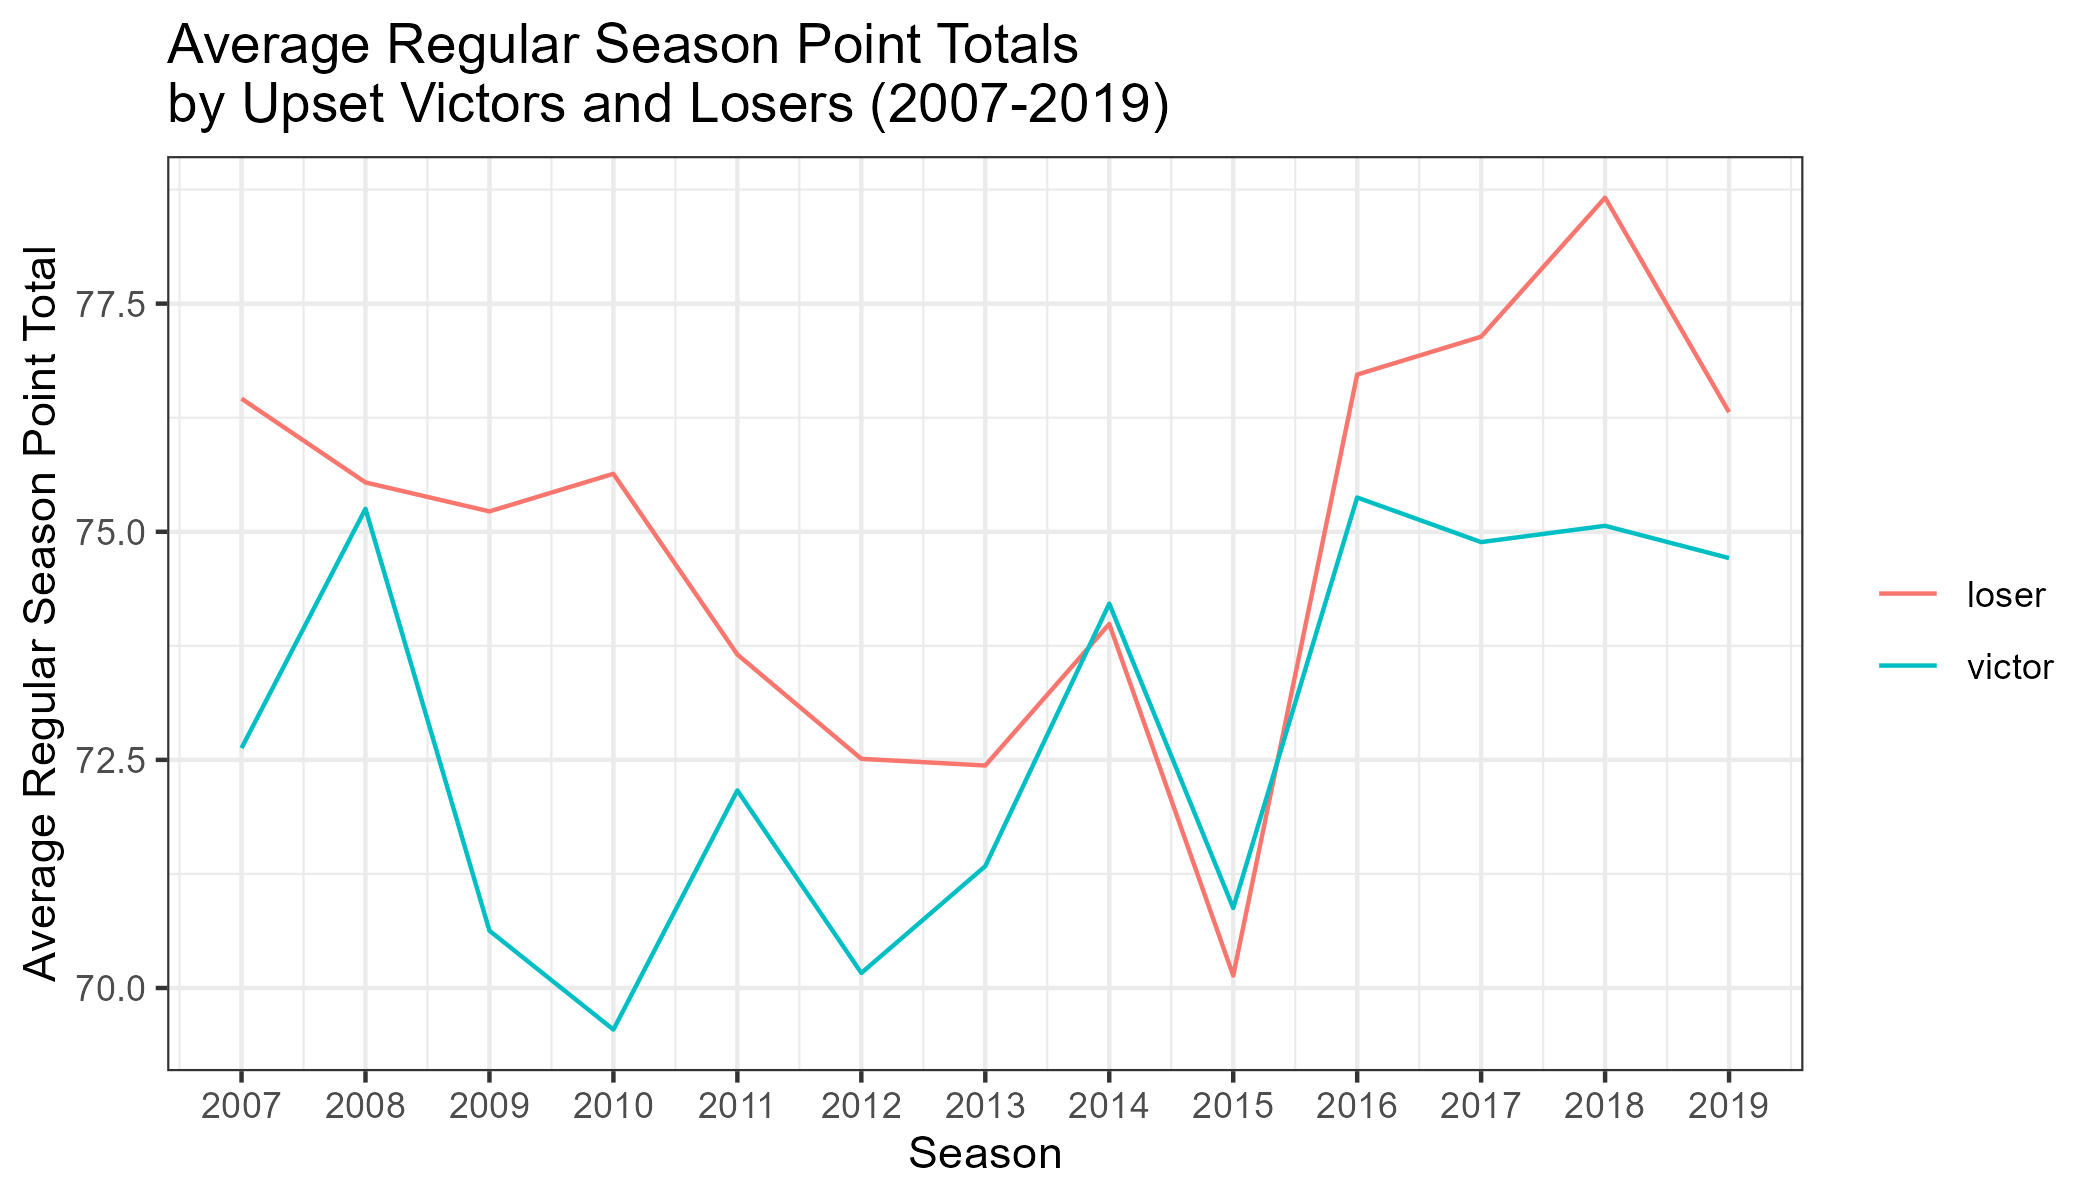 Average Regular Season Point Totals
by Upset Victors and Losers (2007-2019)
Average Regular Season Point Total
77.5
75.0
72.5
70.0
2007 2008 2009 2010 2011 2012 2013 2014 2015 2016 2017 2018 2019
Season
loser
victor